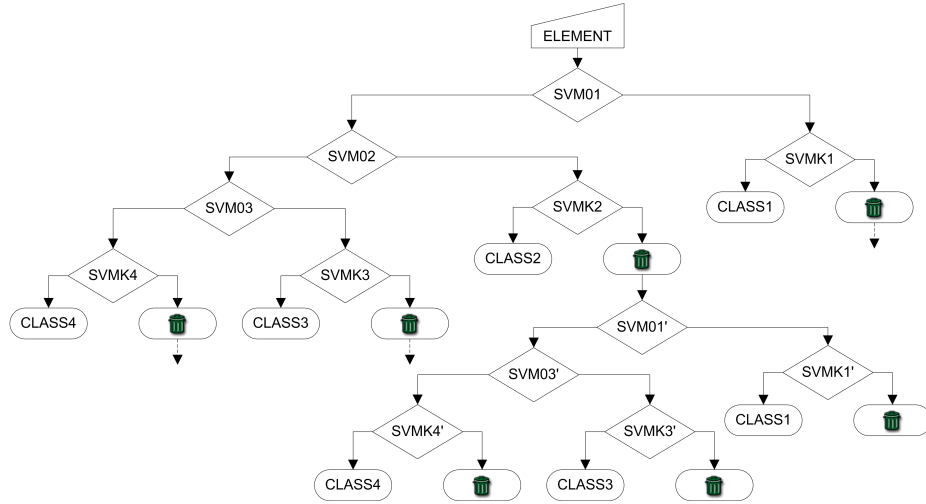 ELEMENT
SVM01
SVM02
SVMK1
SVM03
SVMK2
CLASS1
CLASS2
SVMK4
SVMK3
CLASS4
CLASS3
SVM01'
SVM03'
SVMK1'
CLASS1
SVMK4'
SVMK3'
CLASS4
CLASS3